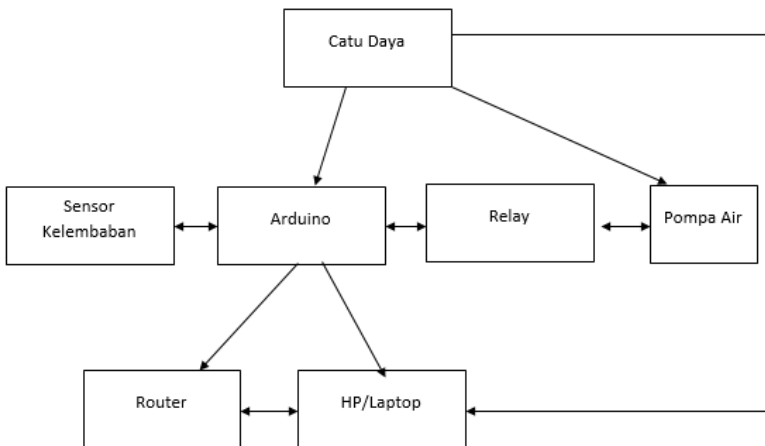 Catu Daya
Sensor
Kelembaban
Arduino
Relay
Pompa Air
Router
HP/Laptop